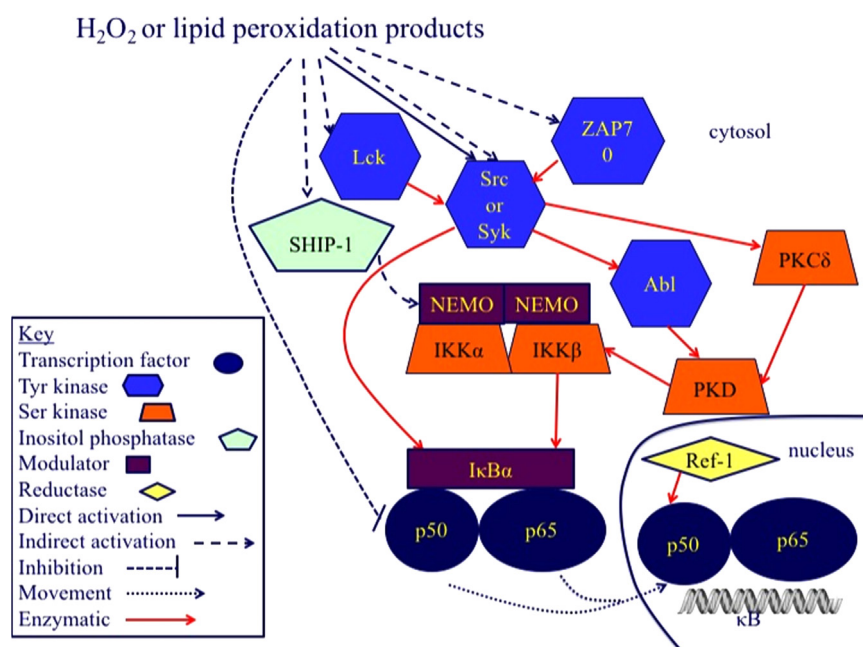 H₂O₂ or lipid peroxidation products
ZAP7
0
cytosol
Lck
Src
or
Syk
SHIP-1
PKCδ
Abl
NEMO NEMO
IKKα IKKβ
PKD
Key
Transcription factor
Tyr kinase
Ser kinase
Inositol phosphatase
Modulator
Reductase
Direct activation
Indirect activation
Inhibition
Movement
Enzymatic
IκBα
p50 p65
Ref-1
nucleus
p50 p65
κB